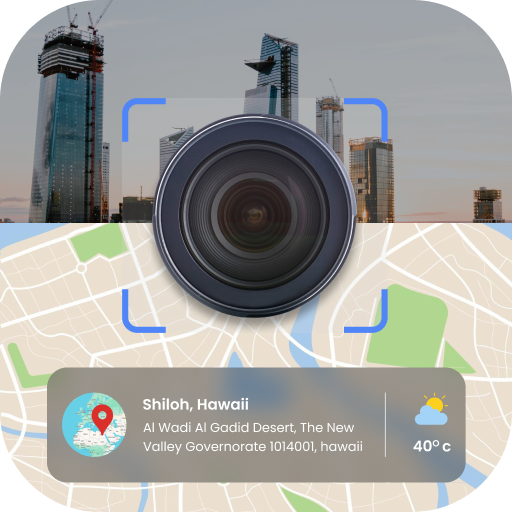 Shiloh, Hawaii
Al Wadi Al Gadid Desert, The New
Valley Governorate 1014001, hawaii
40° c